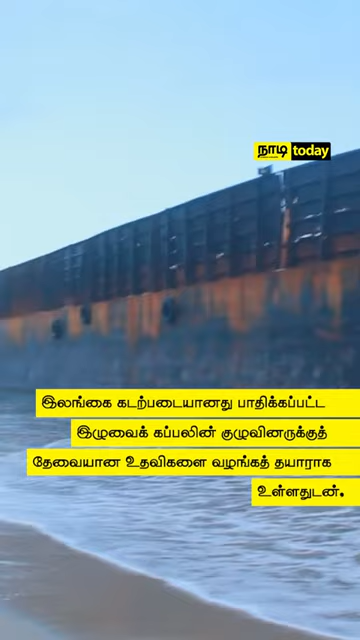 நாடி today
இலங்கை கடற்படையானது பாதிக்கப்பட்ட
இழுவைக் கப்பலின் குழுவினருக்குத்
தேவையான உதவிகளை வழங்கத் தயாராக
உள்ளதுடன்.